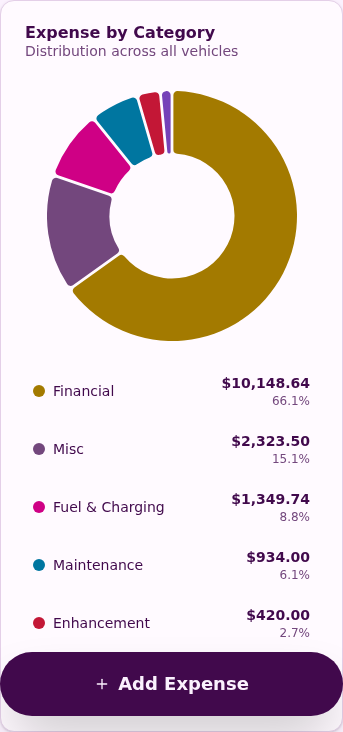 Expense by Category
Distribution across all vehicles
Financial
$10,148.64
66.1%
Misc
$2,323.50
15.1%
Fuel & Charging
$1,349.74
8.8%
Maintenance
$934.00
6.1%
Enhancement
$420.00
2.7%
+ Add Expense